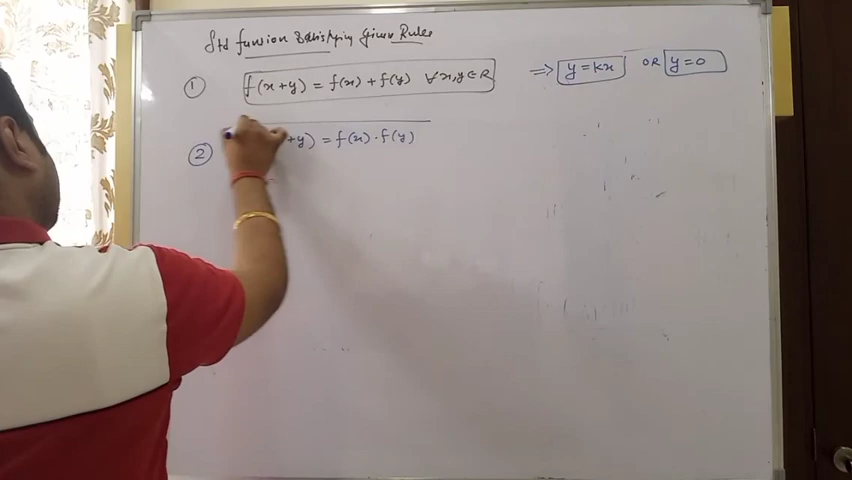 Std function Satisfying Given Rules
① f(x+y) = f(x) + f(y) ∀ x,y ∈ R ⇒ y = kx OR y = 0
② +y) = f(x) · f(y)